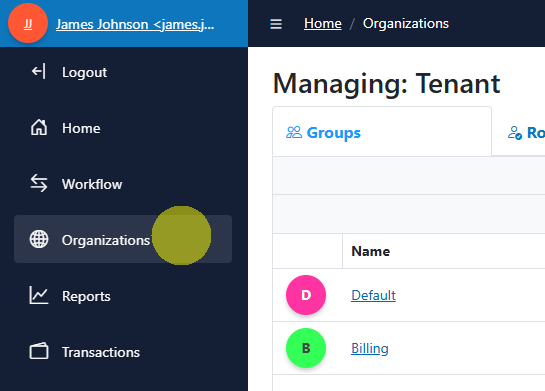 JJ
James Johnson <james.j...
Logout
Home
Workflow
Organizations
Reports
Transactions
Home / Organizations
Managing: Tenant
Groups
Ro
Name
D
Default
B
Billing